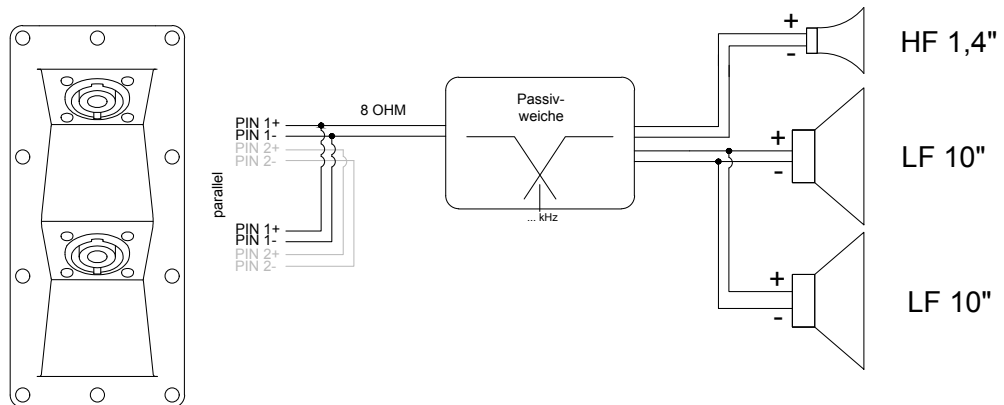 HF 1,4"
8 OHM
Passiv-
weiche
PIN 1+
PIN 1-
PIN 2+
PIN 2-
LF 10"
parallel
... kHz
PIN 1+
PIN 1-
PIN 2+
PIN 2-
LF 10"
+
-
+
-
+
-